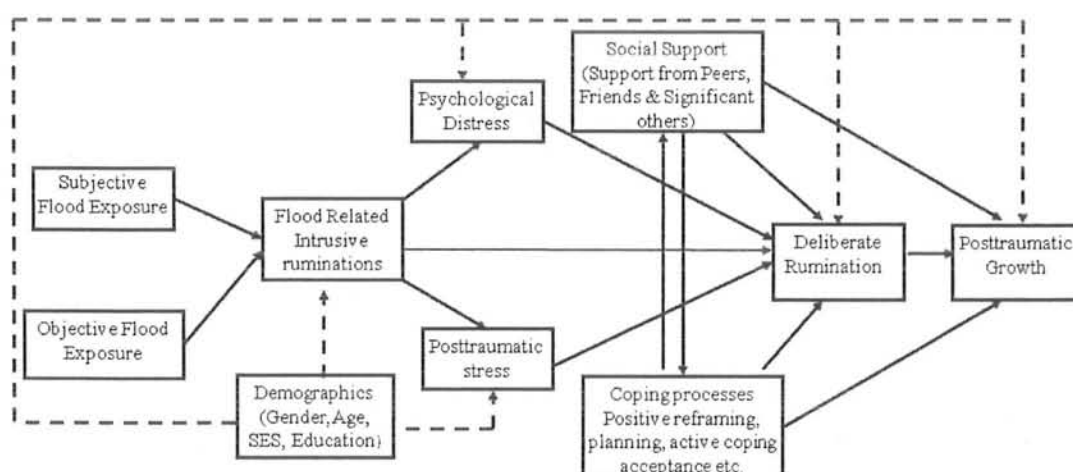 Social Support
(Support from Peers,
Friends & Significant
others)
Psychological
Distress
Subjective
Flood Exposure
Flood Related
Intrusive
ruminations
Deliberate
Rumination
Posttraumatic
Growth
Objective Flood
Exposure
Posttraumatic
stress
Demographics
(Gender, Age,
SES, Education)
Coping processes
Positive reframing,
planning, active coping
acceptance etc.